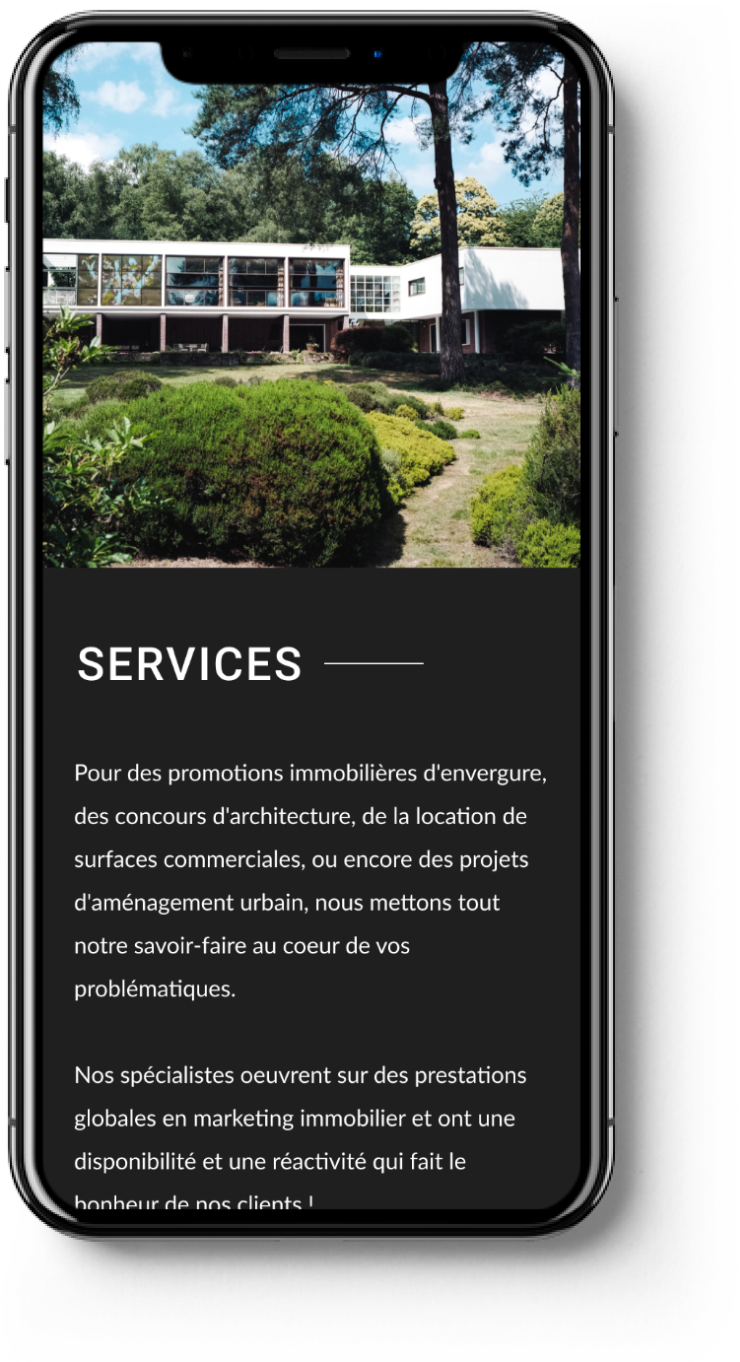 SERVICES
Pour des promotions immobilières d'envergure,
des concours d'architecture, de la location de
surfaces commerciales, ou encore des projets
d'aménagement urbain, nous mettons tout
notre savoir-faire au coeur de vos
problématiques.
Nos spécialistes oeuvrent sur des prestations
globales en marketing immobilier et ont une
disponibilité et une réactivité qui fait le
bonheur de nos clients !